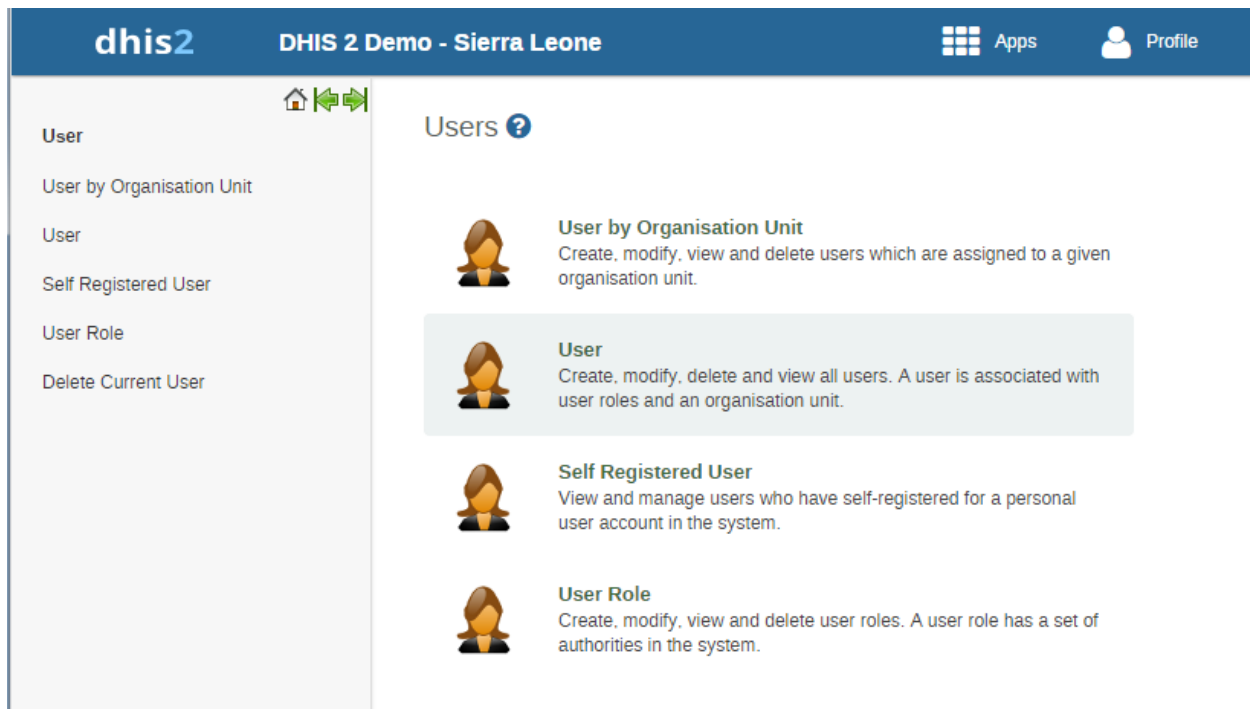 dhis2 DHIS 2 Demo - Sierra Leone Apps Profile
User
User by Organisation Unit
User
Self Registered User
User Role
Delete Current User
Users ?
User by Organisation Unit
Create, modify, view and delete users which are assigned to a given
organisation unit.
User
Create, modify, delete and view all users. A user is associated with
user roles and an organisation unit.
Self Registered User
View and manage users who have self-registered for a personal
user account in the system.
User Role
Create, modify, view and delete user roles. A user role has a set of
authorities in the system.